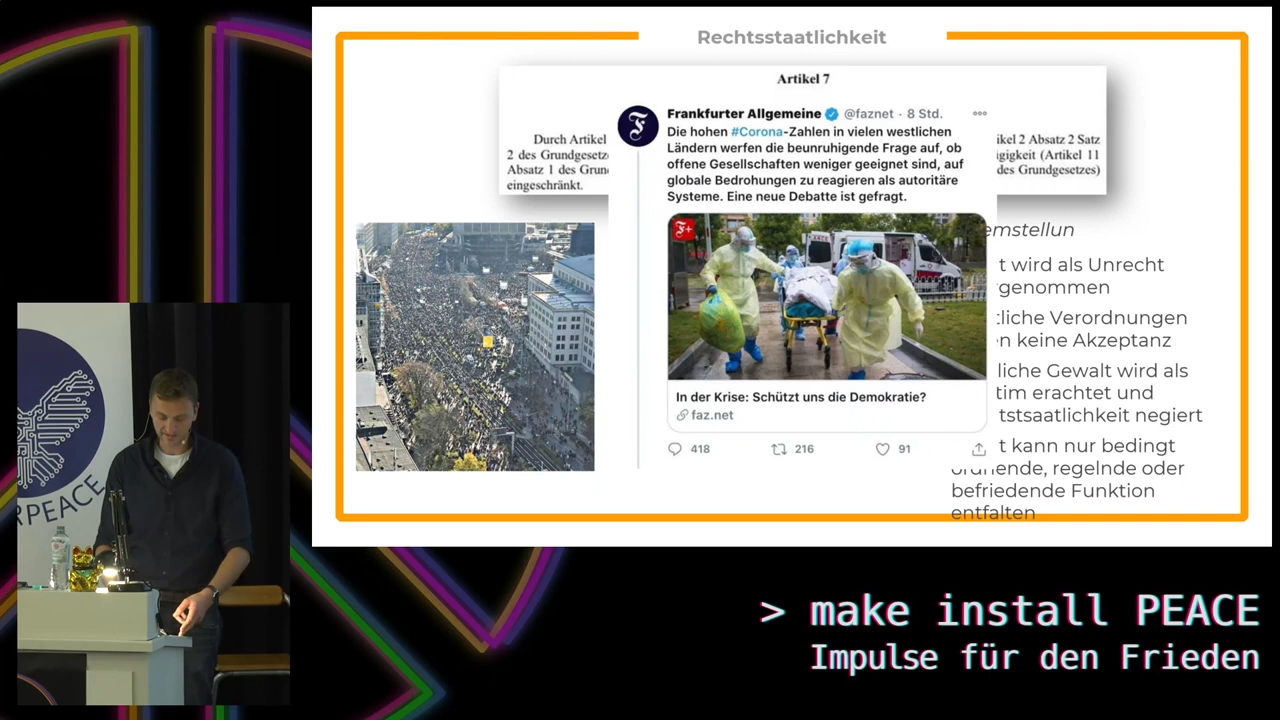 Rechtsstaatlichkeit
Artikel 7
Durch Artikel
2 des Grundgesetz
Absatz 1 des Grun
eingeschränkt.
ikel 2 Absatz 2 Satz
igigkeit (Artikel 11
des Grundgesetzes)
Frankfurter Allgemeine @faznet · 8 Std.
Die hohen #Corona-Zahlen in vielen westlichen
Ländern werfen die beunruhigende Frage auf, ob
offene Gesellschaften weniger geeignet sind, auf
globale Bedrohungen zu reagieren als autoritäre
Systeme. Eine neue Debatte ist gefragt.
F+
In der Krise: Schützt uns die Demokratie?
faz.net
418 216 91
emstellun
t wird als Unrecht
rgenommen
tliche Verordnungen
n keine Akzeptanz
liche Gewalt wird als
tim erachtet und
tstsaatlichkeit negiert
t kann nur bedingt
ordnende, regelnde oder
befriedende Funktion
entfalten
RPEACE
> make install PEACE
Impulse für den Frieden